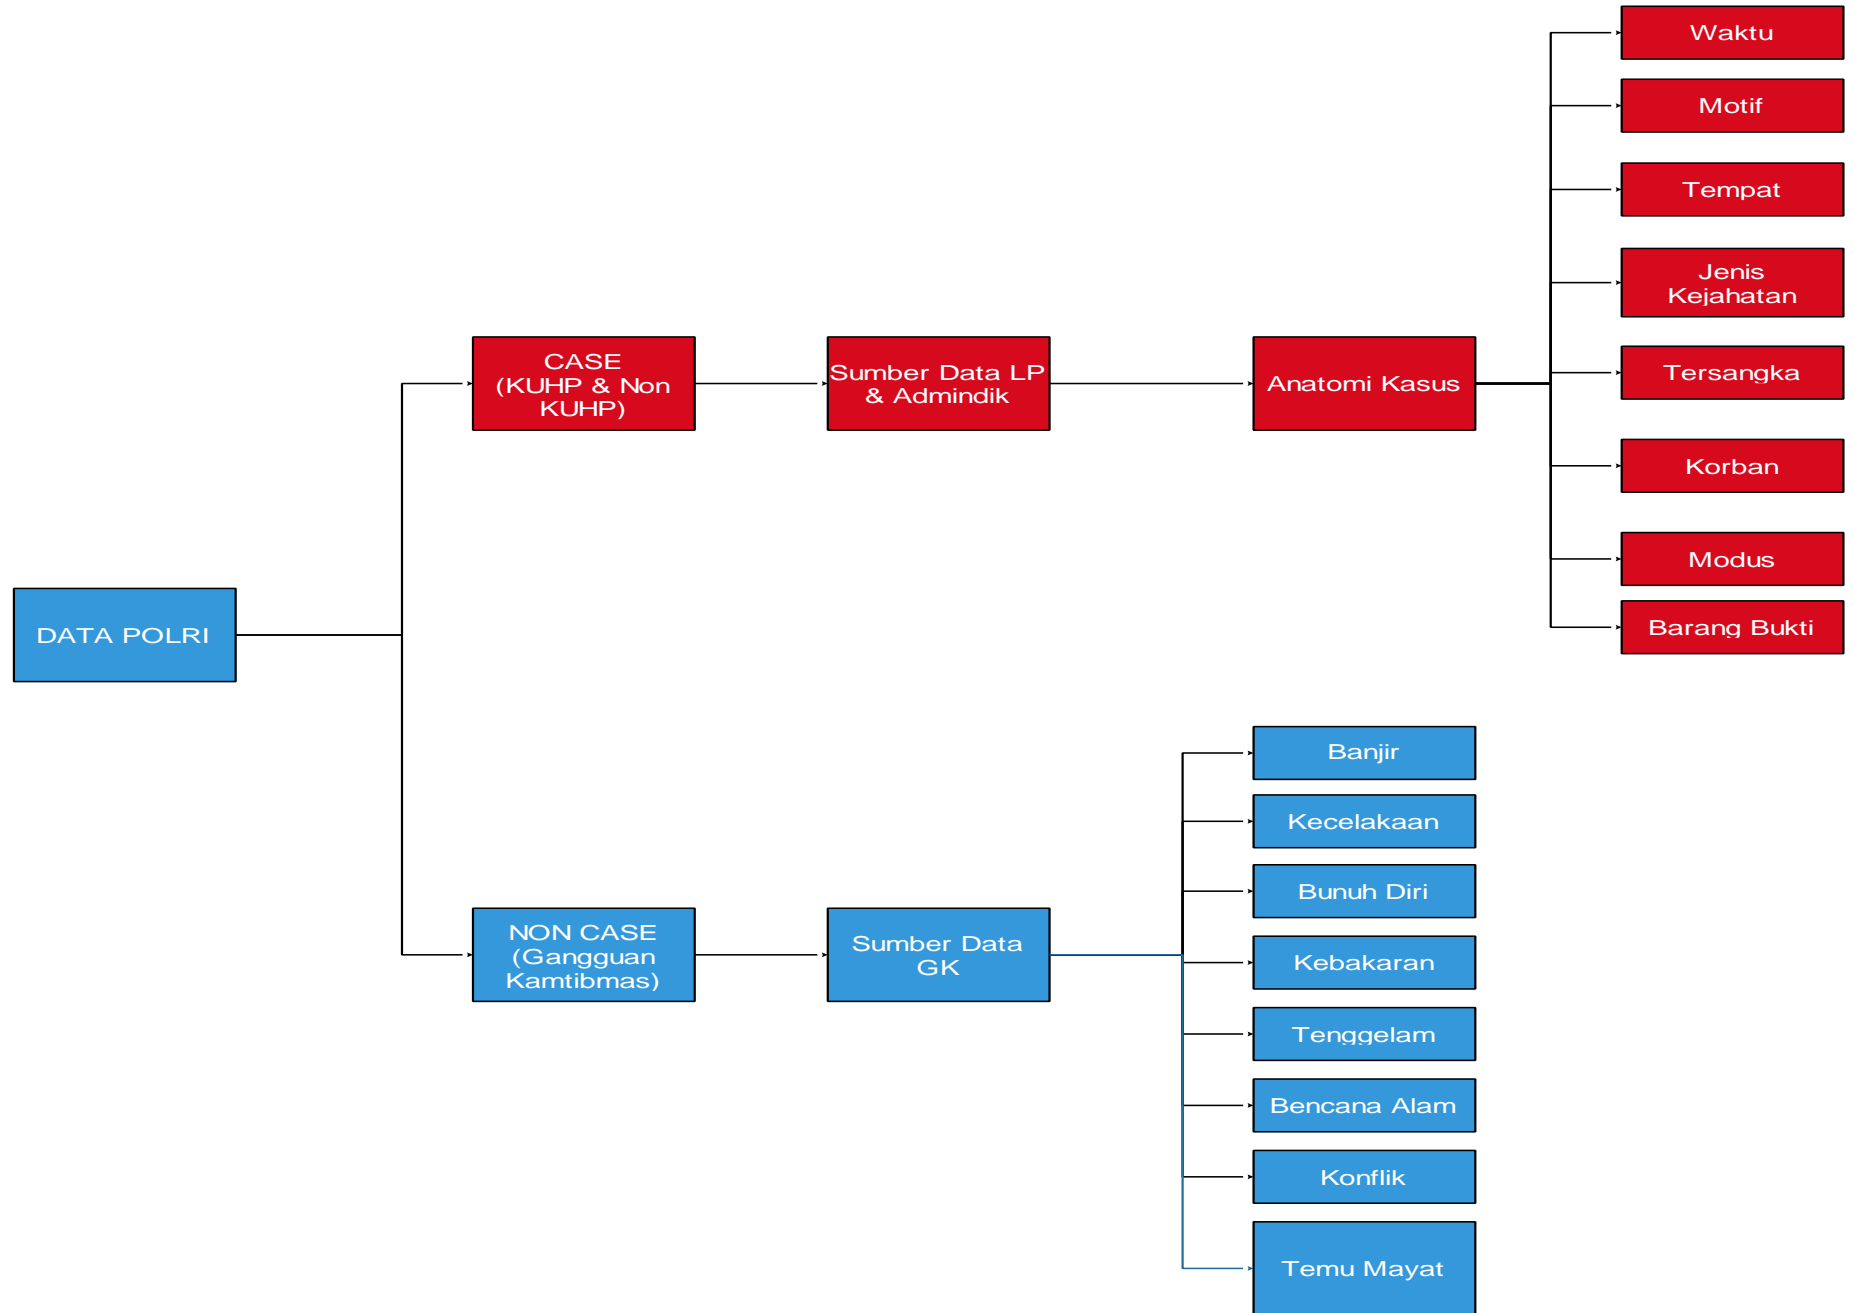 Waktu
Motif
Tempat
Jenis
Kejahatan
CASE
(KUHP & Non
KUHP)
Sumber Data LP
& Admindik
Anatomi Kasus
Tersangka
Korban
Modus
Barang Bukti
DATA POLRI
Banjir
Kecelakaan
Bunuh Diri
NON CASE
(Gangguan
Kamtibmas)
Sumber Data
GK
Kebakaran
Tenggelam
Bencana Alam
Konflik
Temu Mayat